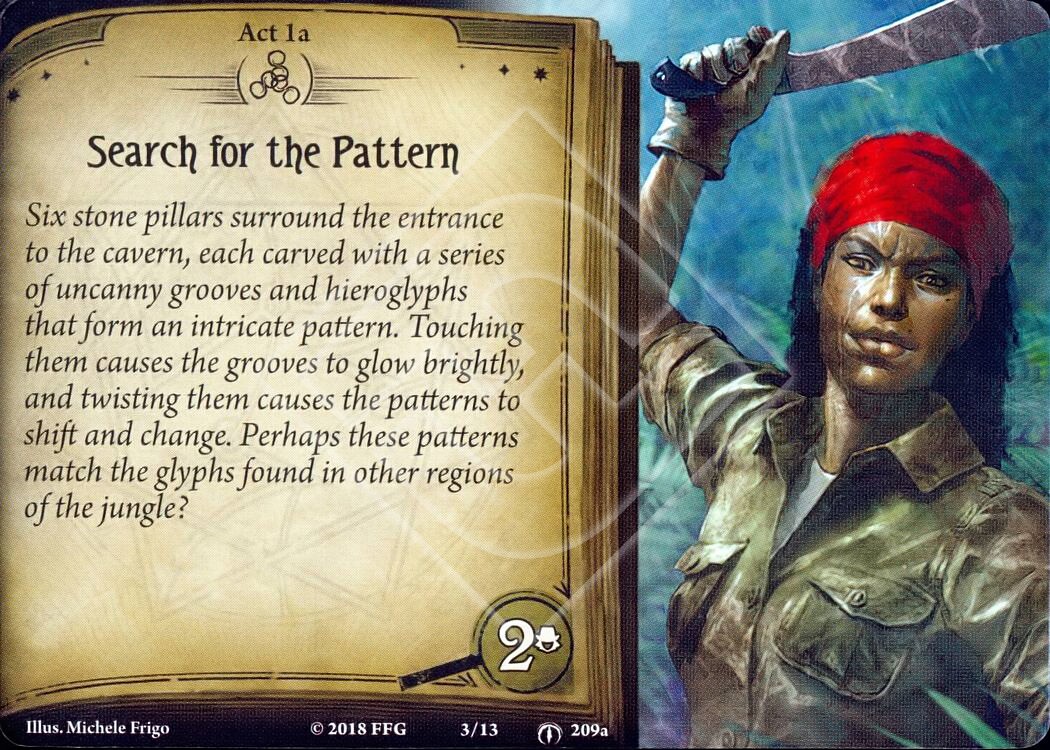 Act 1a
Search for the Pattern
Six stone pillars surround the entrance
to the cavern, each carved with a series
of uncanny grooves and hieroglyphs
that form an intricate pattern. Touching
them causes the grooves to glow brightly,
and twisting them causes the patterns to
shift and change. Perhaps these patterns
match the glyphs found in other regions
of the jungle?
2
Illus. Michele Frigo © 2018 FFG 3/13 209a